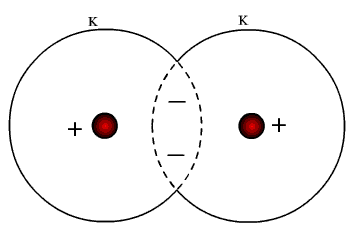 K K
+ − +
−